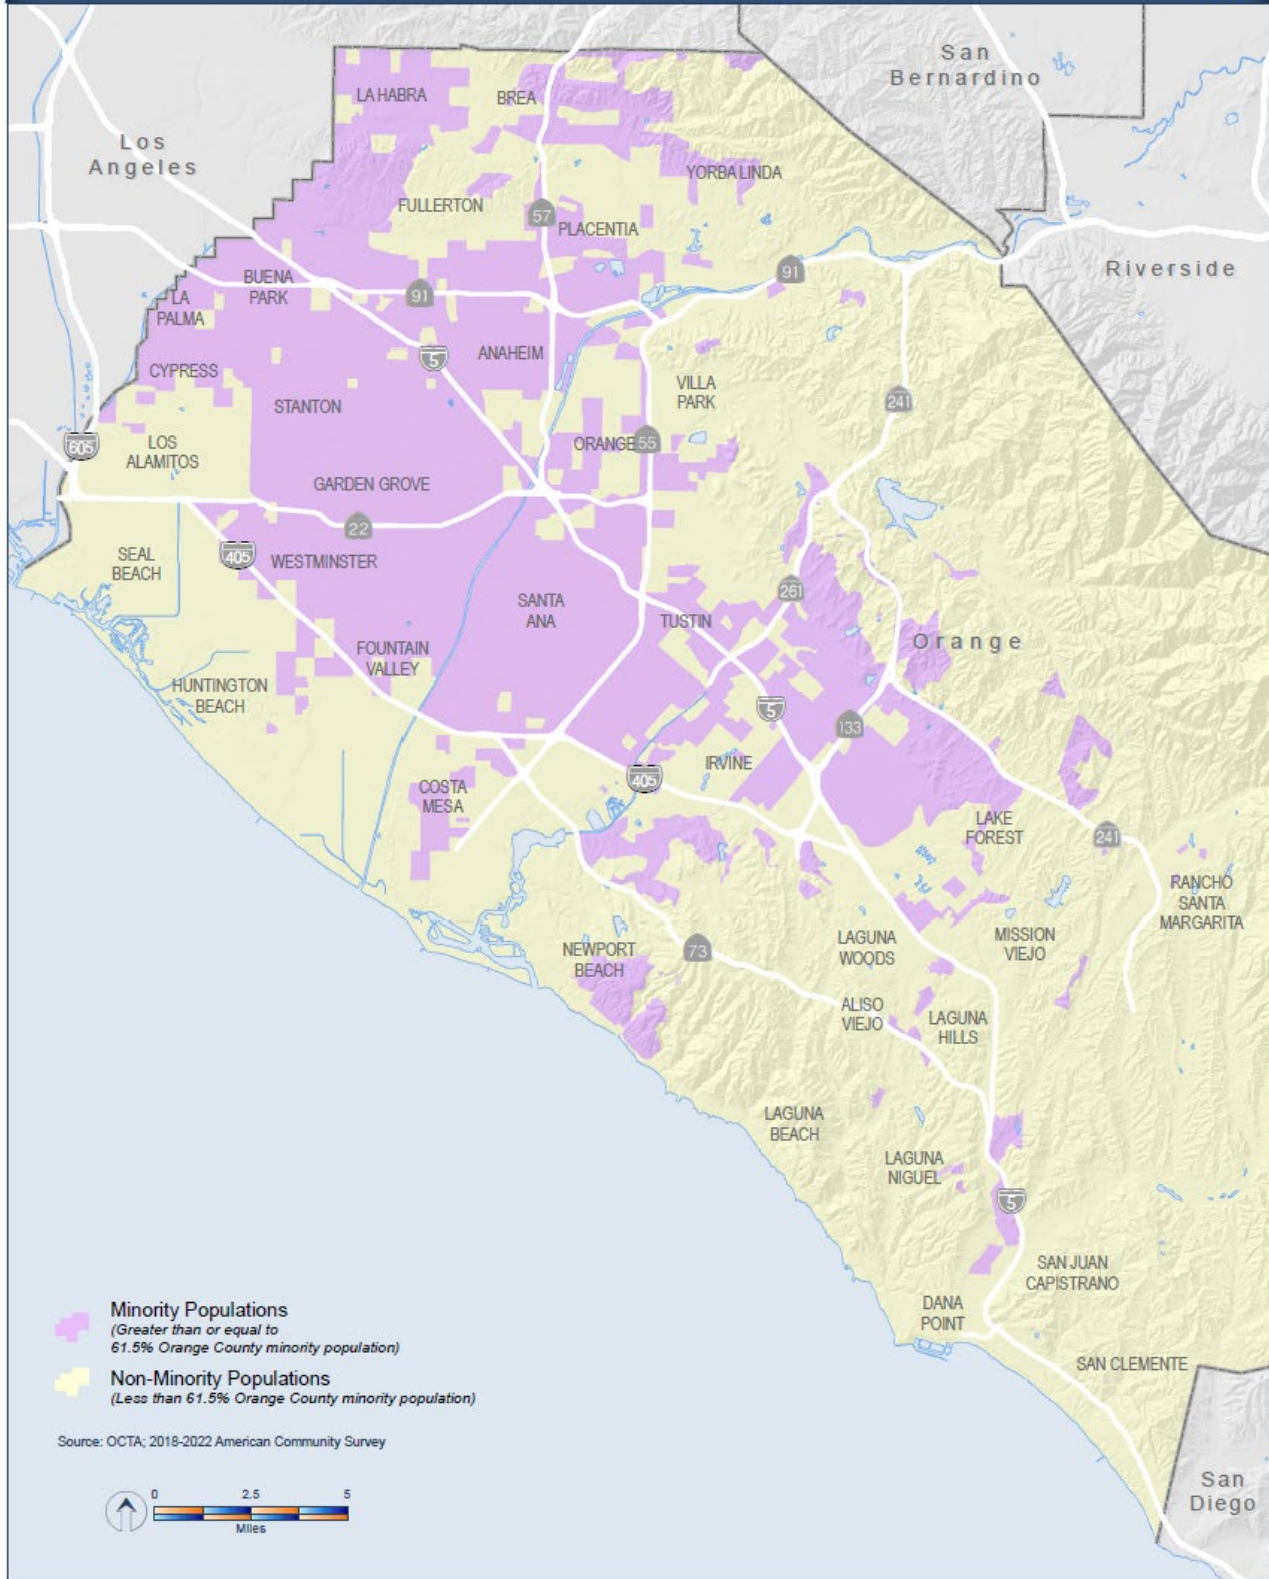 San
Bernardino
LA HABRA
BREA
Los
Angeles
YORBA LINDA
FULLERTON
57
PLACENTIA
Riverside
91
BUENA
PARK
91
LA
PALMA
5
ANAHEIM
CYPRESS
VILLA
PARK
241
STANTON
605
LOS
ALAMITOS
ORANGE
55
GARDEN GROVE
22
405
WESTMINSTER
SEAL
BEACH
261
SANTA
ANA
TUSTIN
Orange
FOUNTAIN
VALLEY
HUNTINGTON
BEACH
5
133
IRVINE
405
COSTA
MESA
LAKE
FOREST
241
RANCHO
SANTA
MARGARITA
NEWPORT
BEACH
73
LAGUNA
WOODS
MISSION
VIEJO
ALISO
VIEJO
LAGUNA
HILLS
LAGUNA
BEACH
LAGUNA
NIGUEL
5
SAN JUAN
CAPISTRANO
DANA
POINT
SAN CLEMENTE
San
Diego
Minority Populations
(Greater than or equal to
61.5% Orange County minority population)
Non-Minority Populations
(Less than 61.5% Orange County minority population)
Source: OCTA; 2018-2022 American Community Survey
0 2.5 5
Miles